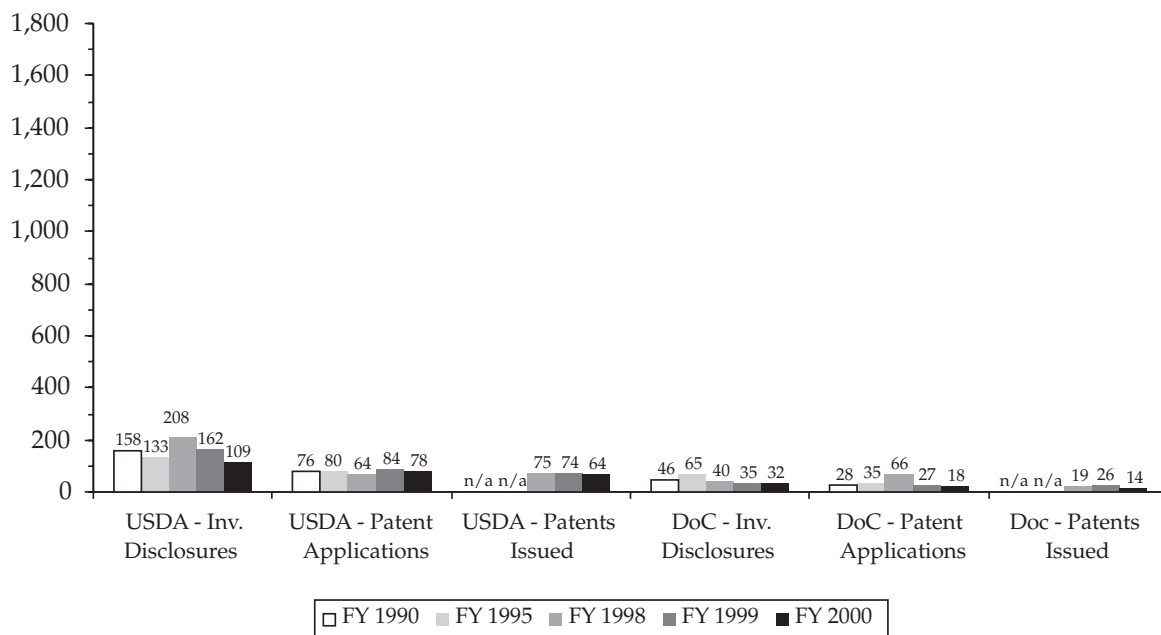 1,800
1,600
1,400
1,200
1,000
800
600
400
200
0
158 133 208 162 109
76 80 64 84 78
n/a n/a 75 74 64
46 65 40 35 32
28 35 66 27 18
n/a n/a 19 26 14
USDA - Inv.
Disclosures
USDA - Patent
Applications
USDA - Patents
Issued
DoC - Inv.
Disclosures
DoC - Patent
Applications
Doc - Patents
Issued
FY 1990 FY 1995 FY 1998 FY 1999 FY 2000